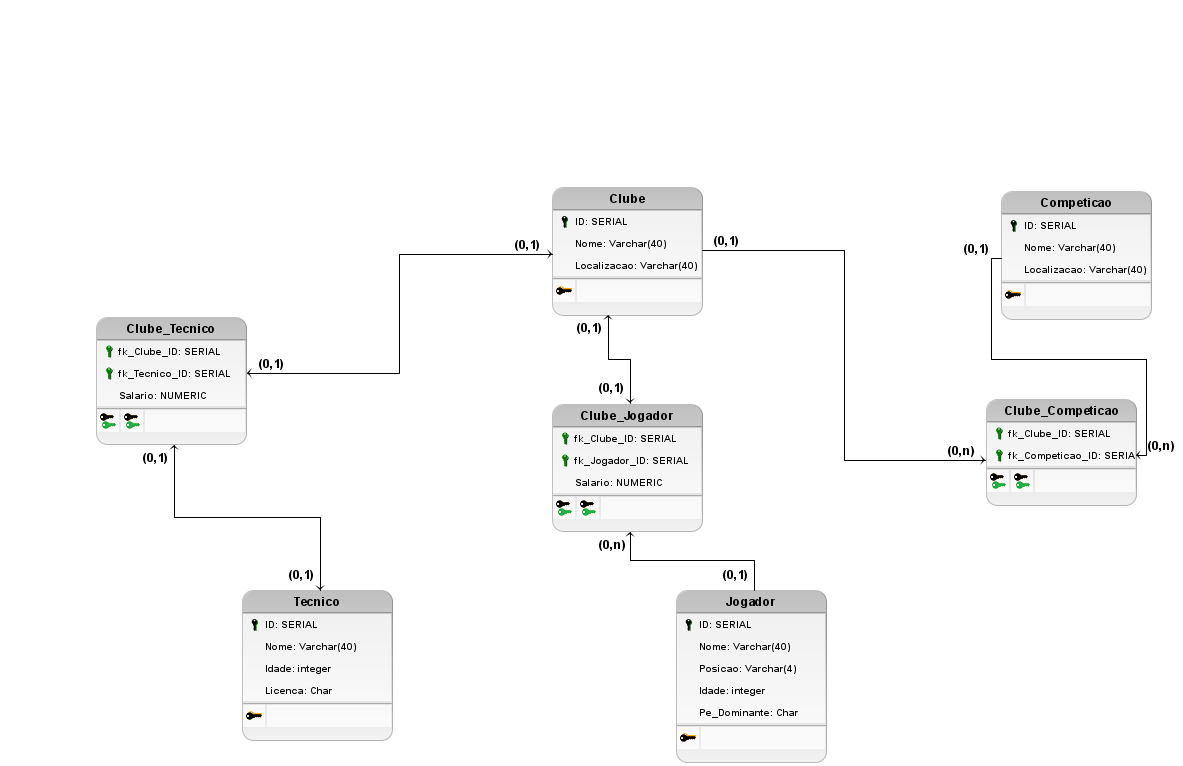 Clube
ID: SERIAL
Nome: Varchar(40)
Localizacao: Varchar(40)
(0,1)
(0,1)
(0,1)
Competicao
ID: SERIAL
Nome: Varchar(40)
Localizacao: Varchar(40)
(0,1)
Clube_Tecnico
fk_Clube_ID: SERIAL
fk_Tecnico_ID: SERIAL
Salario: NUMERIC
(0,1)
(0,1)
Clube_Jogador
fk_Clube_ID: SERIAL
fk_Jogador_ID: SERIAL
Salario: NUMERIC
(0,1)
(0,n)
Clube_Competicao
fk_Clube_ID: SERIAL
fk_Competicao_ID: SERIA
(0,n)
(0,n)
Tecnico
ID: SERIAL
Nome: Varchar(40)
Idade: integer
Licenca: Char
(0,1)
Jogador
ID: SERIAL
Nome: Varchar(40)
Posicao: Varchar(4)
Idade: integer
Pe_Dominante: Char
(0,1)